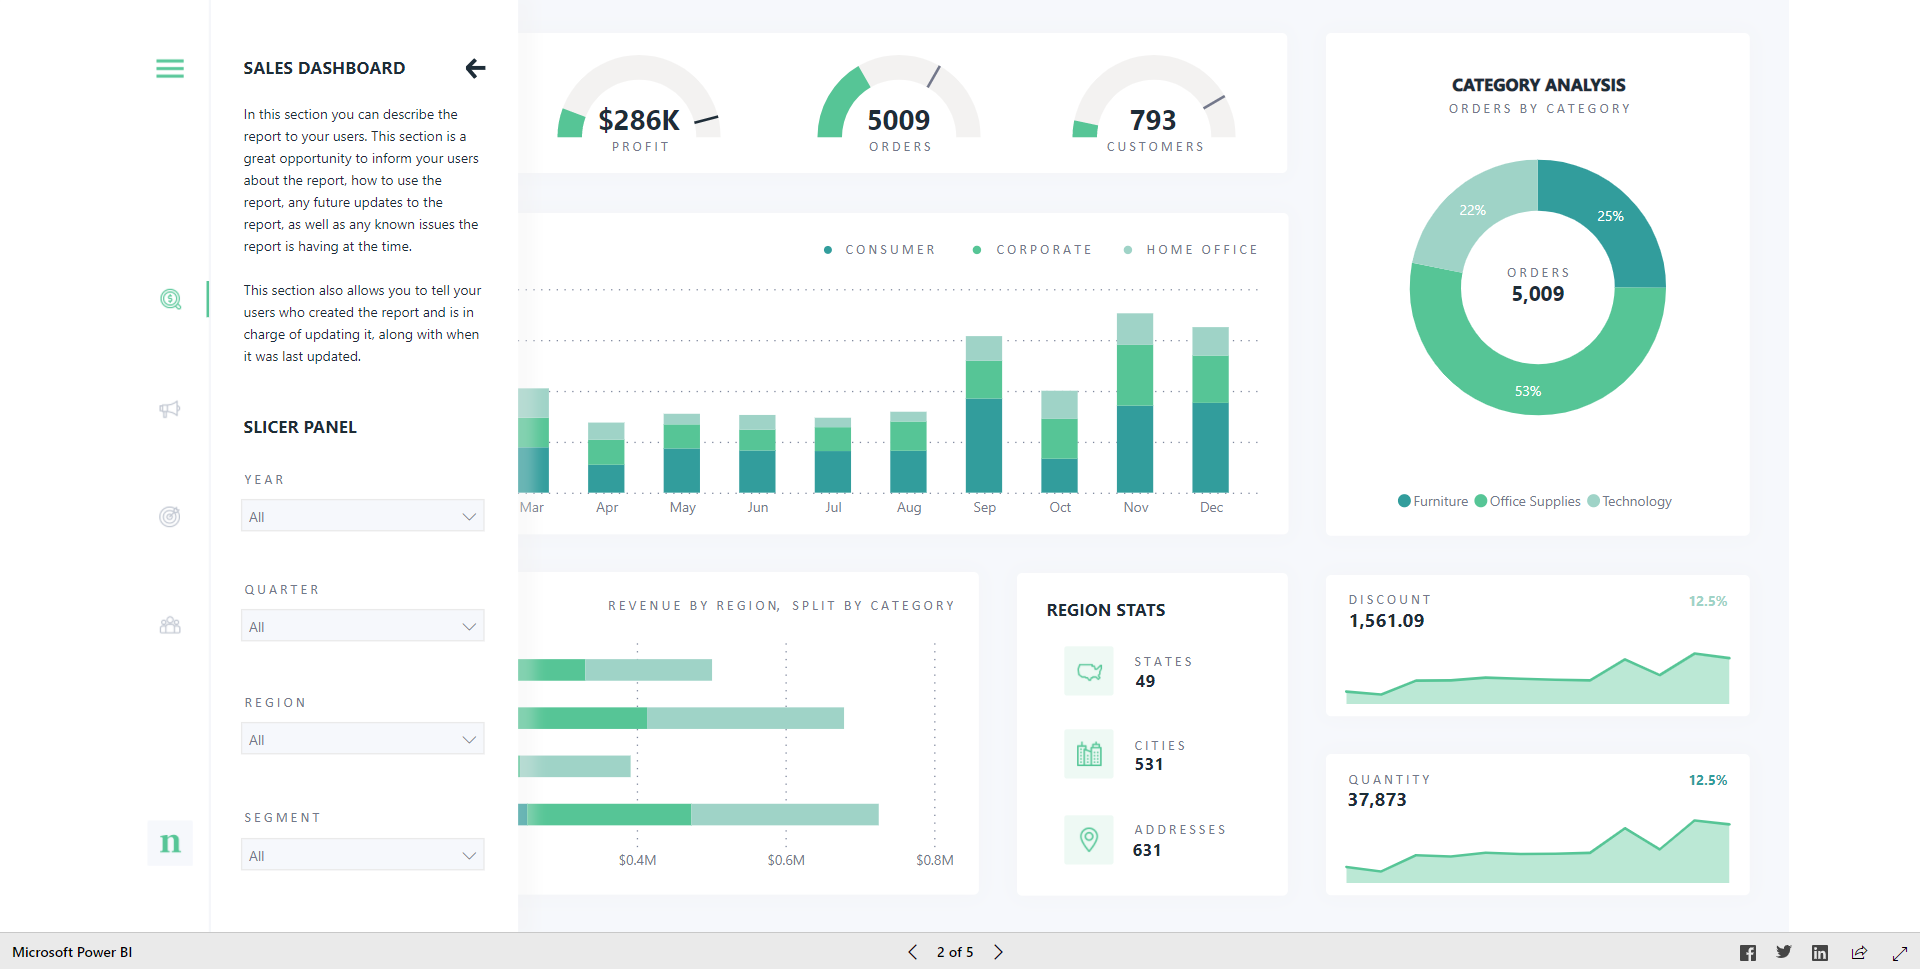 SALES DASHBOARD
In this section you can describe the
report to your users. This section is a
great opportunity to inform your users
about the report, how to use the
report, any future updates to the
report, as well as any known issues the
report is having at the time.
This section also allows you to tell your
users who created the report and is in
charge of updating it, along with when
it was last updated.
SLICER PANEL
YEAR
All
QUARTER
All
REGION
All
SEGMENT
All
n
$286K
PROFIT
5009
ORDERS
793
CUSTOMERS
CONSUMER CORPORATE HOME OFFICE
Mar Apr May Jun Jul Aug Sep Oct Nov Dec
CATEGORY ANALYSIS
ORDERS BY CATEGORY
22%
25%
ORDERS
5,009
53%
Furniture Office Supplies Technology
REVENUE BY REGION, SPLIT BY CATEGORY
$0.4M $0.6M $0.8M
REGION STATS
STATES
49
CITIES
531
ADDRESSES
631
DISCOUNT
1,561.09
12.5%
QUANTITY
37,873
12.5%
Microsoft Power BI
2 of 5